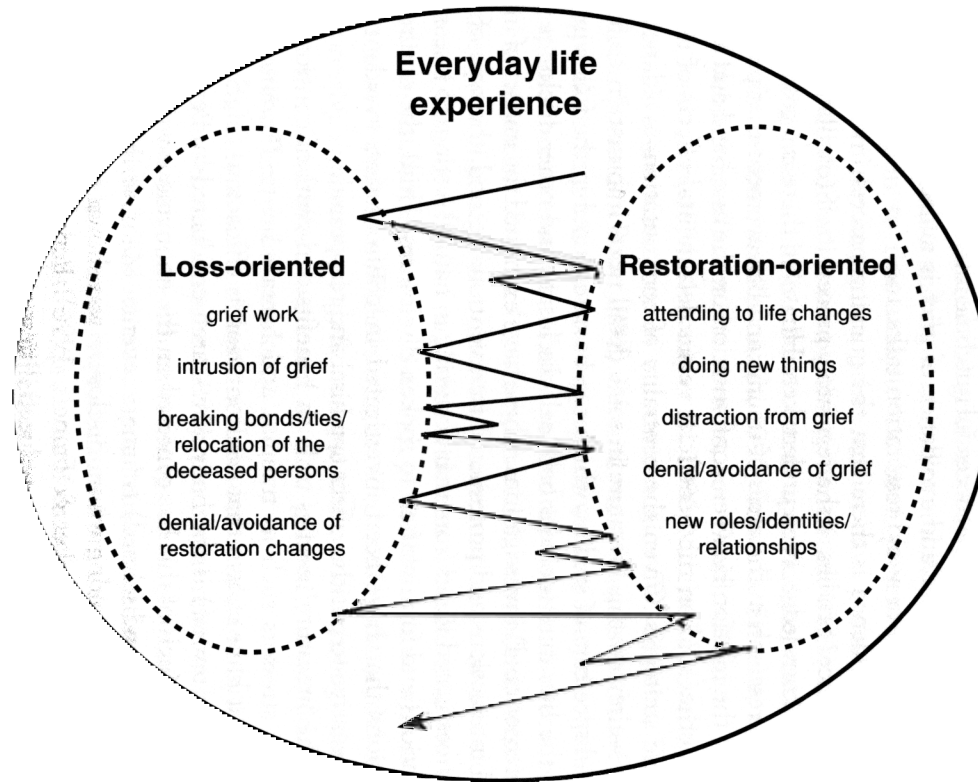 Everyday life
experience
Loss-oriented
grief work
intrusion of grief
breaking bonds/ties/
relocation of the
deceased persons
denial/avoidance of
restoration changes
Restoration-oriented
attending to life changes
doing new things
distraction from grief
denial/avoidance of grief
new roles/identities/
relationships